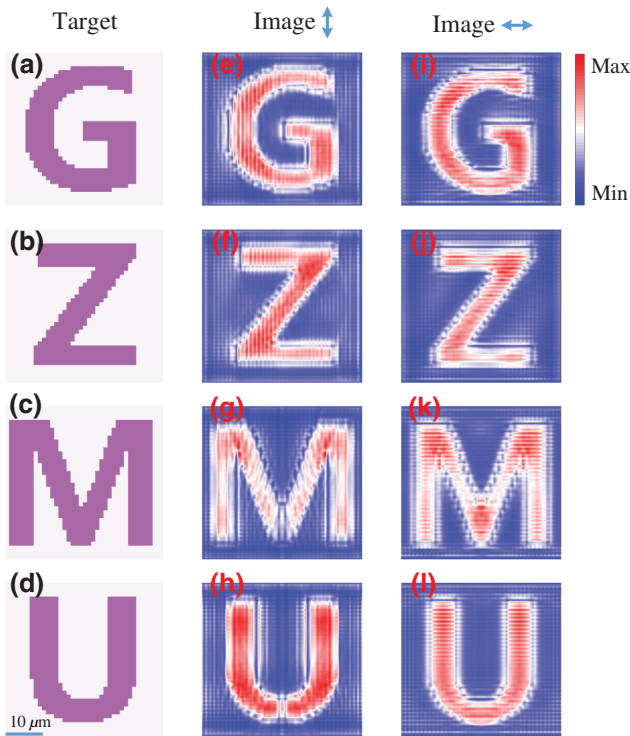 Target Image Image
(a) (e) (i) Max
G G G Min
(b) (f) (j)
Z Z Z
(c) (g) (k)
M M M
(d) (h) (l)
U U U
10 μm